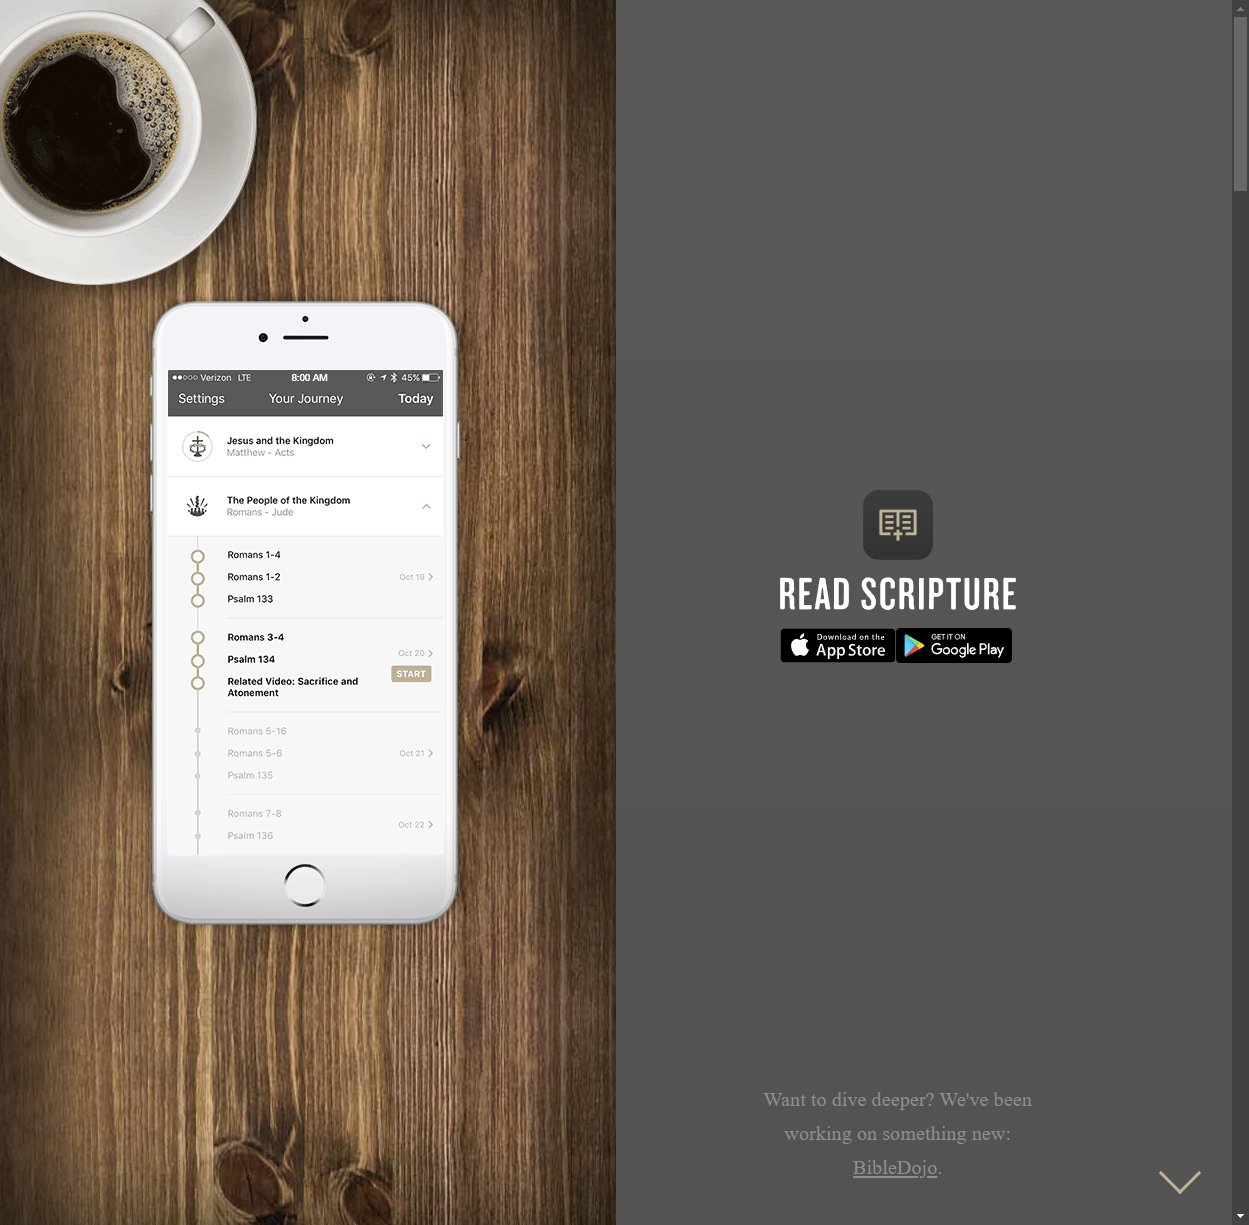 Verizon LTE 8:00 AM 45%
Settings Your Journey Today
Jesus and the Kingdom
Matthew - Acts
The People of the Kingdom
Romans - Jude
Romans 1-4
Romans 1-2 Oct 19
Psalm 133
Romans 3-4
Oct 20
Psalm 134
START
Related Video: Sacrifice and
Atonement
Romans 5-16
Romans 5-6 Oct 21
Psalm 135
Romans 7-8
Oct 22
Psalm 136
READ SCRIPTURE
Download on the
App Store
GET IT ON
Google Play
Want to dive deeper? We've been
working on something new:
BibleDojo.